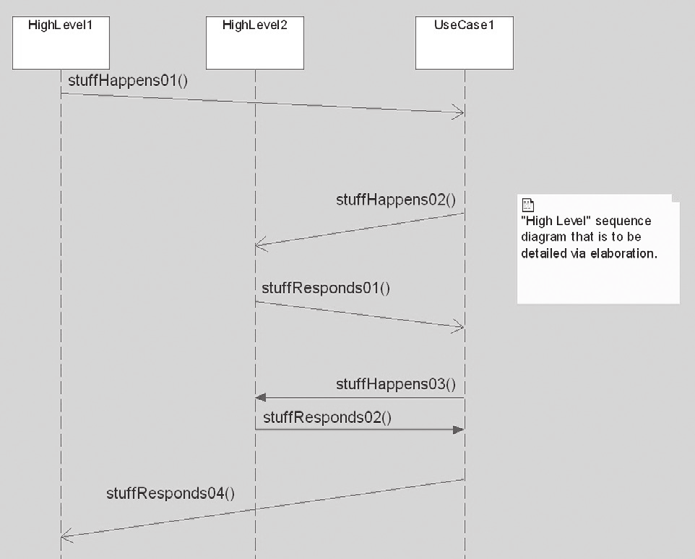 HighLevel1
HighLevel2
UseCase1
stuffHappens01()
stuffHappens02()
"High Level" sequence
diagram that is to be
detailed via elaboration.
stuffResponds01()
stuffHappens03()
stuffResponds02()
stuffResponds04()